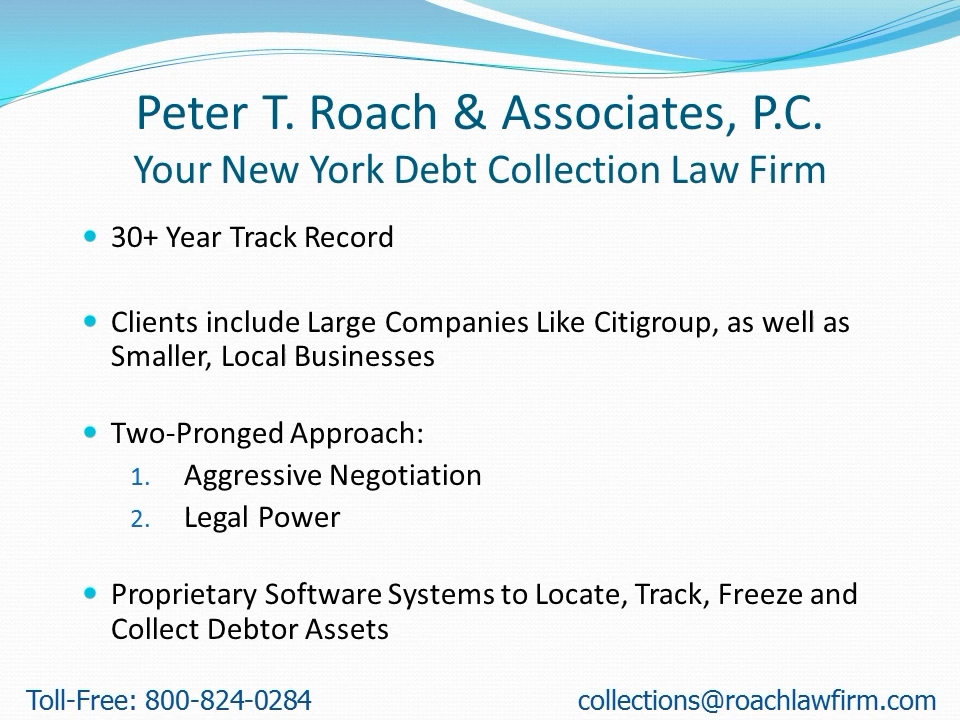 Peter T. Roach & Associates, P.C.
Your New York Debt Collection Law Firm
• 30+ Year Track Record
• Clients include Large Companies Like Citigroup, as well as
Smaller, Local Businesses
• Two-Pronged Approach:
1. Aggressive Negotiation
2. Legal Power
• Proprietary Software Systems to Locate, Track, Freeze and
Collect Debtor Assets
Toll-Free: 800-824-0284
collections@roachlawfirm.com